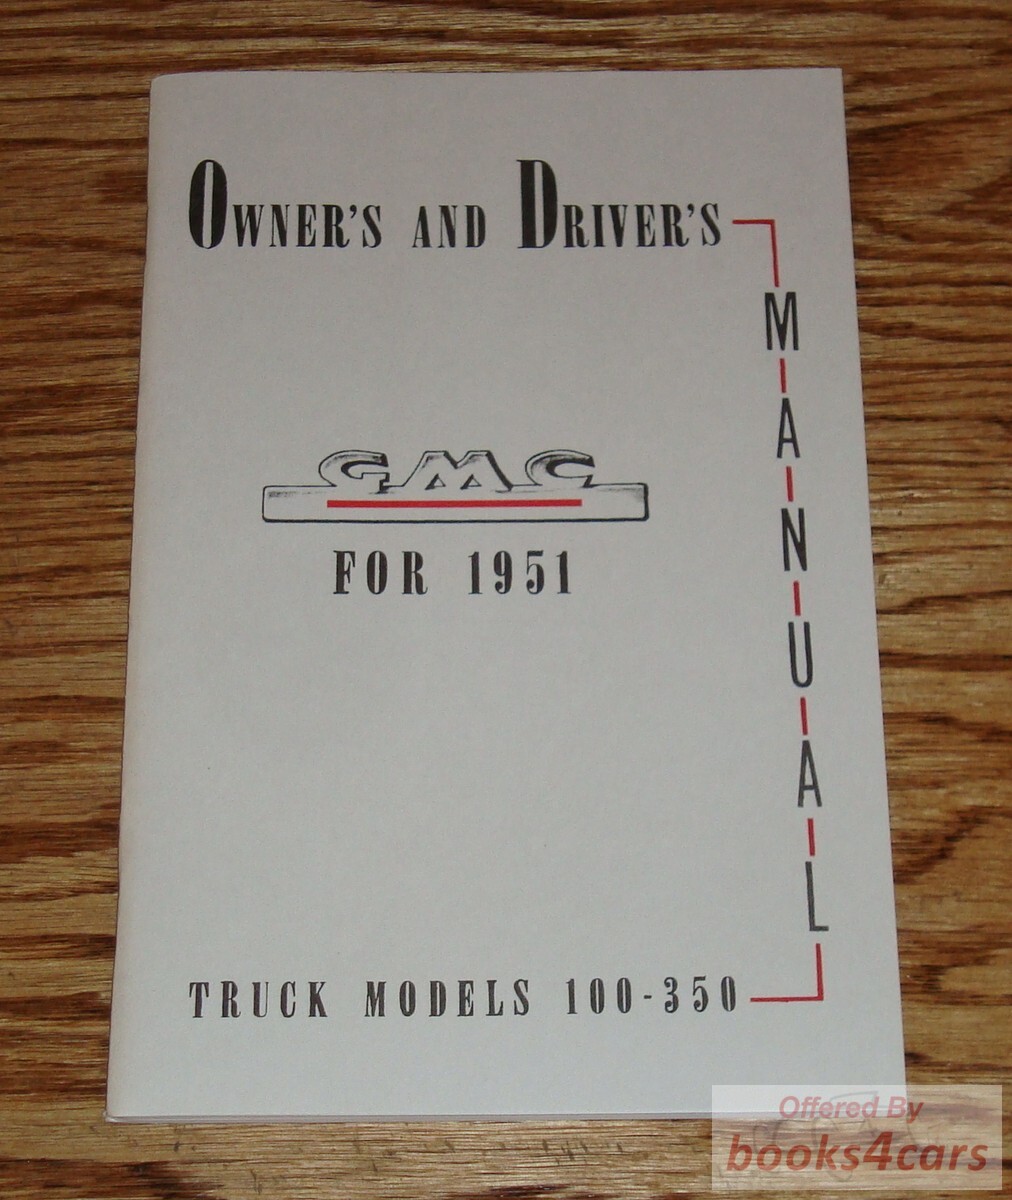 OWNER'S AND DRIVER'S
MANUAL
GMC
FOR 1951
TRUCK MODELS 100-350
Offered By
books4cars